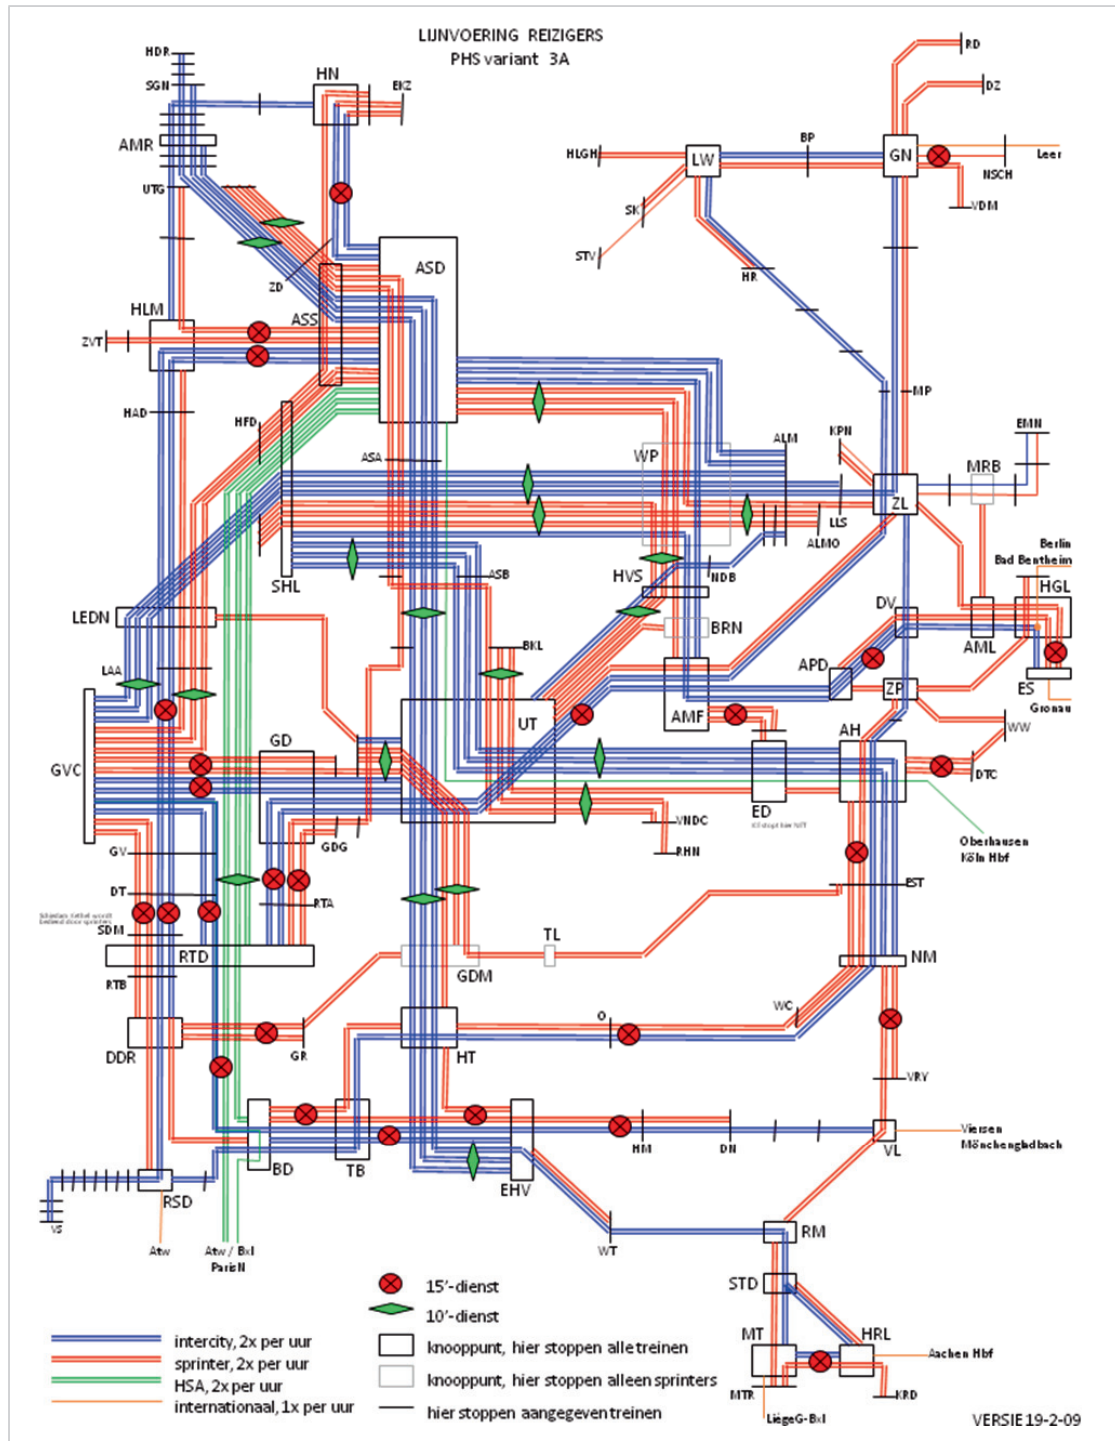 LIJNVOERING REIZIGERS
PHS variant 3A
HDR
SGN
AMR
UTG
HN
EKZ
ZD
HLM
ZVT
HAD
ASS
ASD
HFD
ASA
SHL
ASB
LEDN
LAA
GVC
GD
GDG
GV
DT
SDM
RTA
RTD
RTB
DDR
GR
RSD
VS
Atw
Atw / Bxl
Paris N
BD
TB
EHV
HT
GDM
TL
O
WC
HM
DN
WT
UT
BKL
VNDC
RHN
HVS
NDB
BRN
AMF
WP
ALM
ALMO
LLS
KPN
ZL
MP
HLGH
LW
SK
STV
HR
BP
GN
RD
DZ
NSCH
Leer
VDM
EMN
MRB
Berlin
Bad Bentheim
HGL
AML
ES
Gronau
DV
APD
ZP
WW
AH
DTC
ED
Oberhausen
Köln Hbf
EST
NM
VRY
VL
Viersen
Mönchengladbach
RM
STD
MT
HRL
Aachen Hbf
MTR
KRD
Liège G-Bxl
15'-dienst
10'-dienst
knooppunt, hier stoppen alle treinen
knooppunt, hier stoppen alleen sprinters
hier stoppen aangegeven treinen
intercity, 2x per uur
sprinter, 2x per uur
HSA, 2x per uur
internationaal, 1x per uur
VERSIE 19-2-09